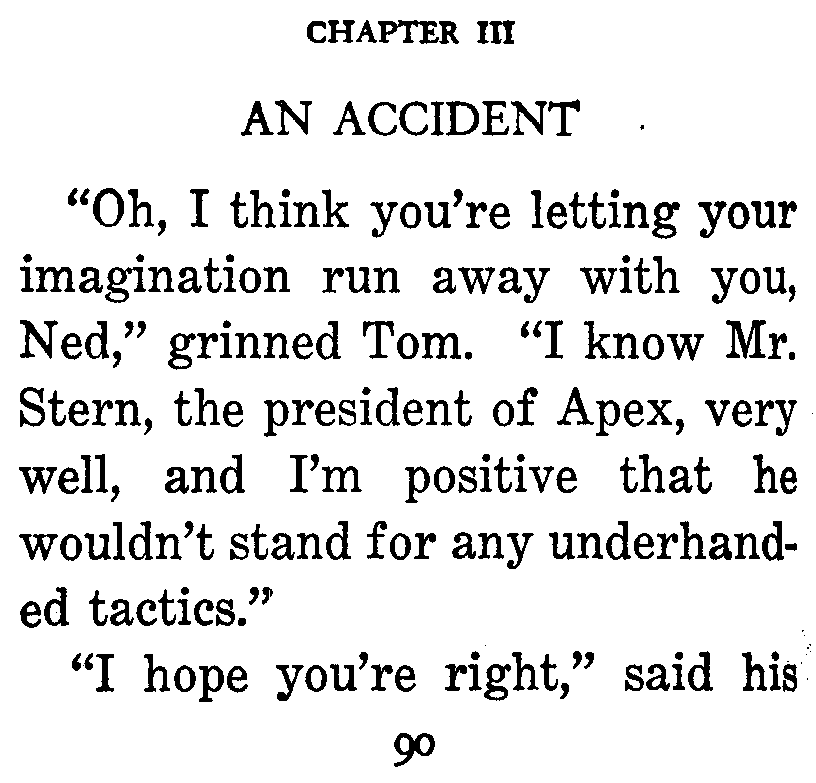 CHAPTER III
AN ACCIDENT
“Oh, I think you’re letting your
imagination run away with you,
Ned,” grinned Tom. “I know Mr.
Stern, the president of Apex, very
well, and I’m positive that he
wouldn’t stand for any underhand-
ed tactics.”
“I hope you’re right,” said his
90